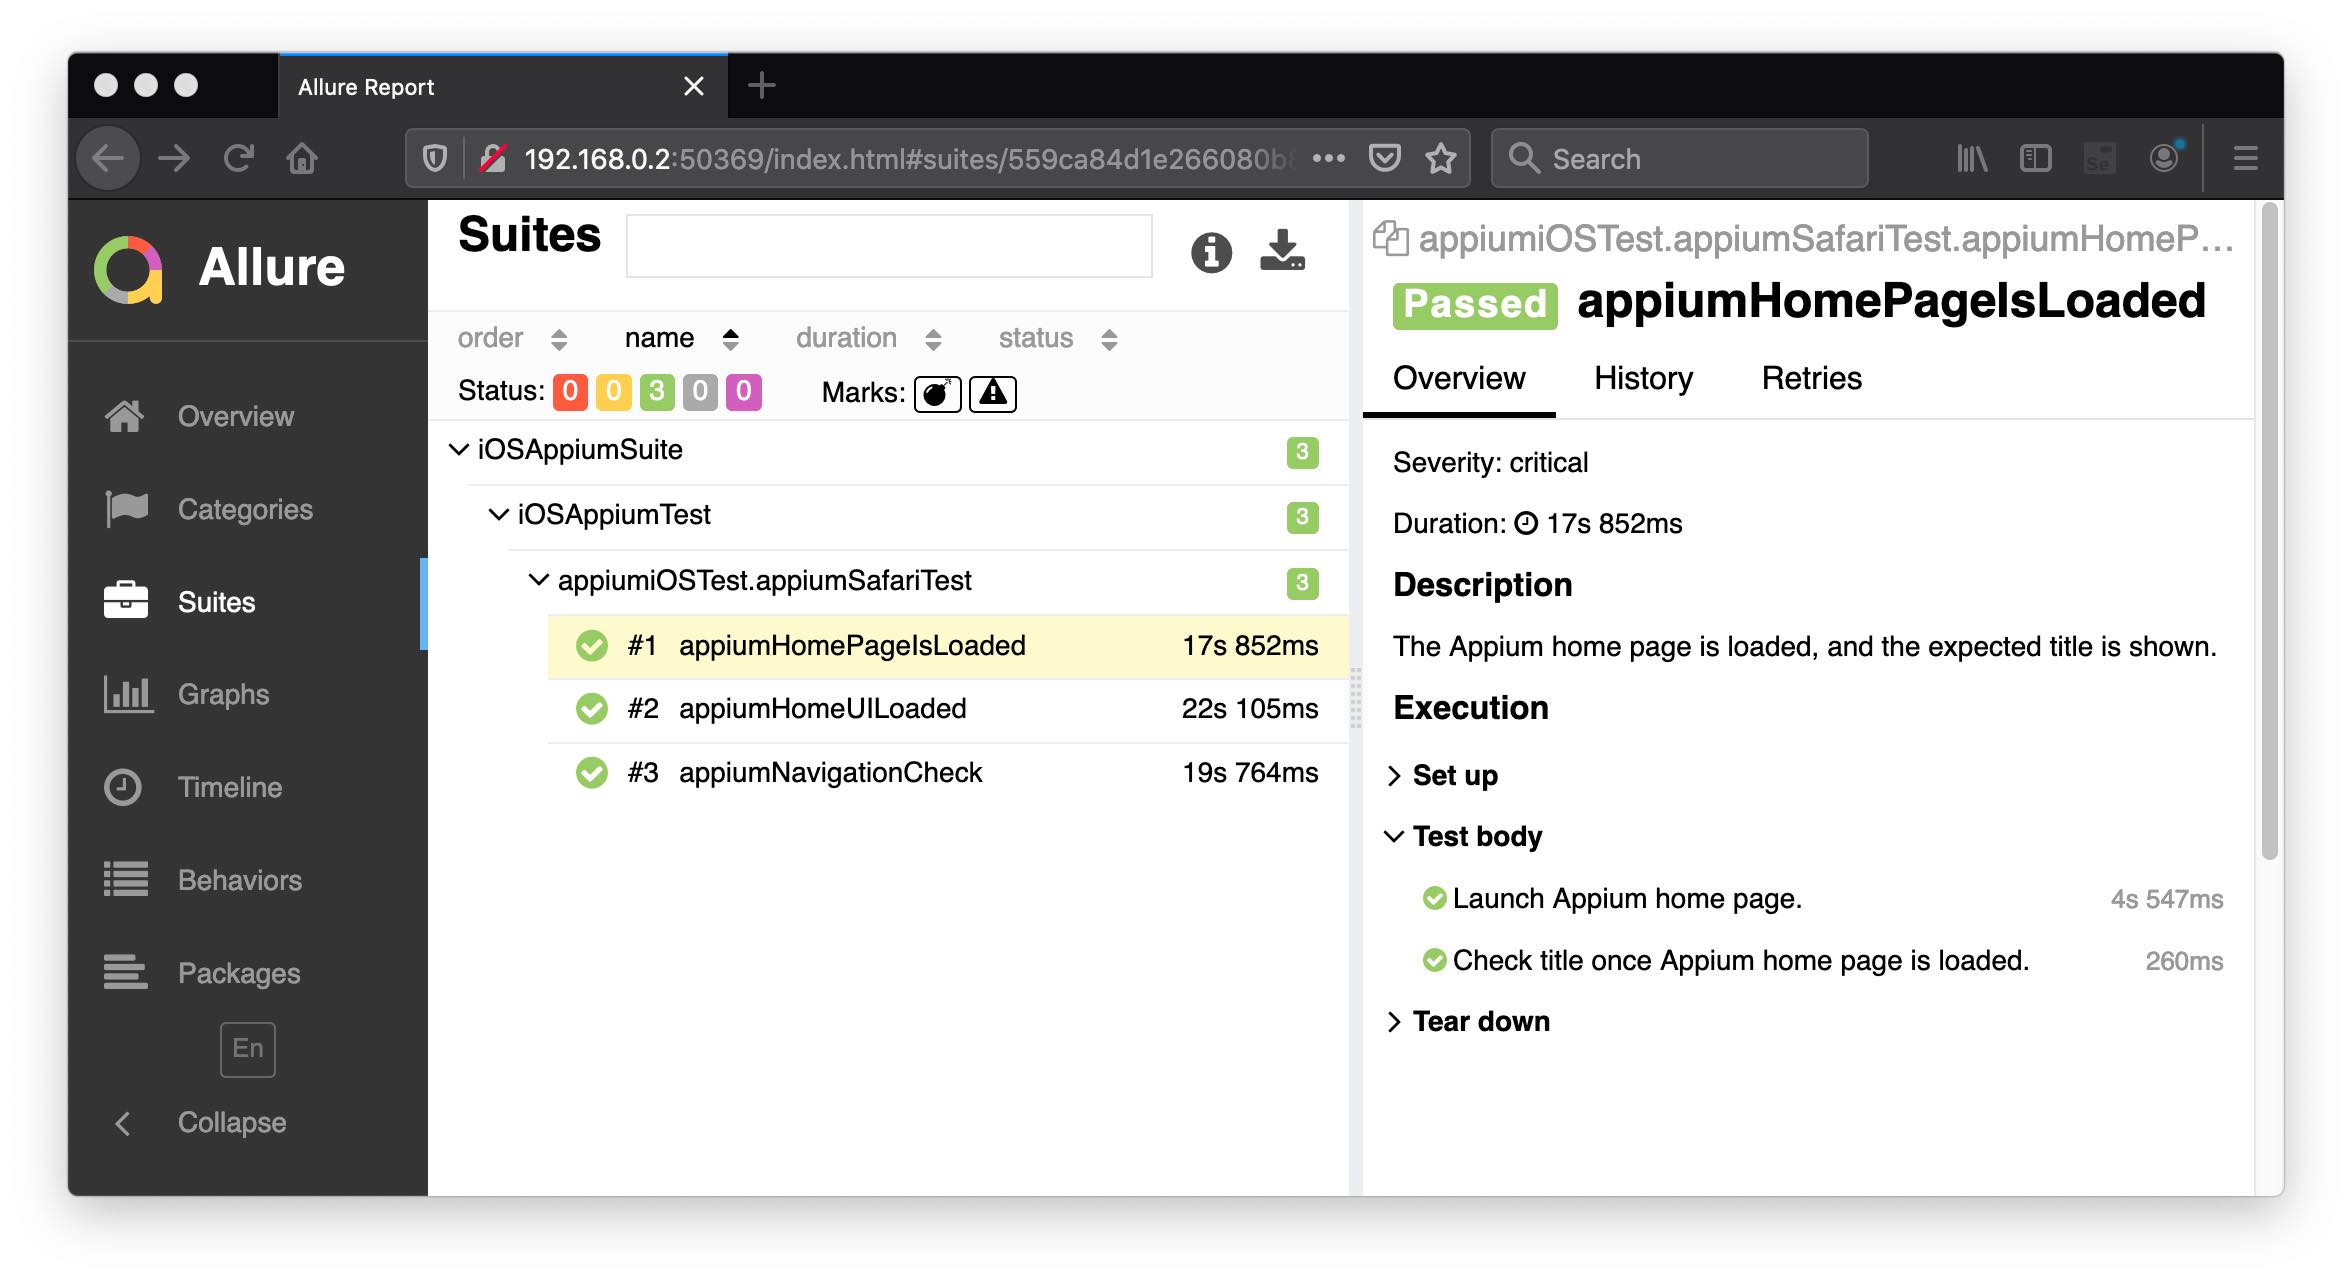 Allure Report
192.168.0.2:50369/index.html#suites/559ca84d1e266080b
Search
Se
Allure
Overview
Categories
Suites
Graphs
Timeline
Behaviors
Packages
En
Collapse
Suites
order name duration status
Status: 0 0 3 0 0 Marks:
iOSAppiumSuite 3
iOSAppiumTest 3
appiumiOSTest.appiumSafariTest 3
#1 appiumHomePageIsLoaded 17s 852ms
#2 appiumHomeUILoaded 22s 105ms
#3 appiumNavigationCheck 19s 764ms
appiumiOSTest.appiumSafariTest.appiumHomeP...
Passed appiumHomePageIsLoaded
Overview History Retries
Severity: critical
Duration: 17s 852ms
Description
The Appium home page is loaded, and the expected title is shown.
Execution
Set up
Test body
Launch Appium home page. 4s 547ms
Check title once Appium home page is loaded. 260ms
Tear down